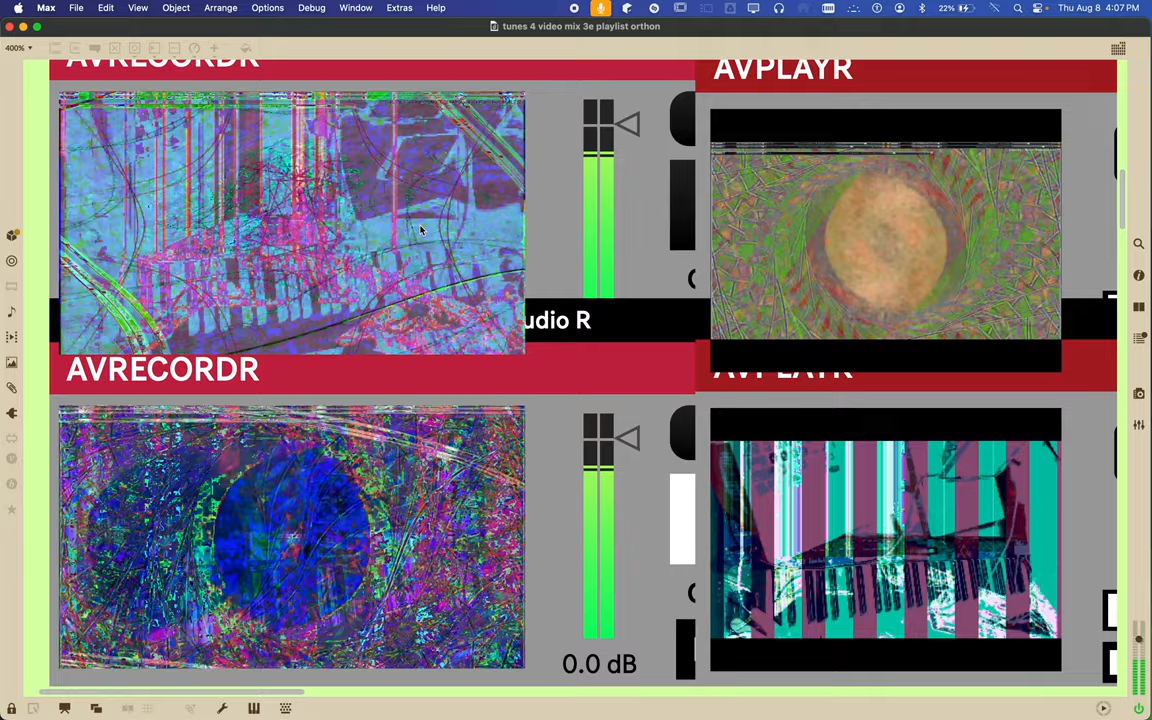 Max File Edit View Object Arrange Options Debug Window Extras Help
22% Thu Aug 8 4:07 PM
tunes 4 video mix 3e playlist orthon
400%
AVRECORDR
AVPLAYR
udio R
AVRECORDR
AVPLAYR
0.0 dB